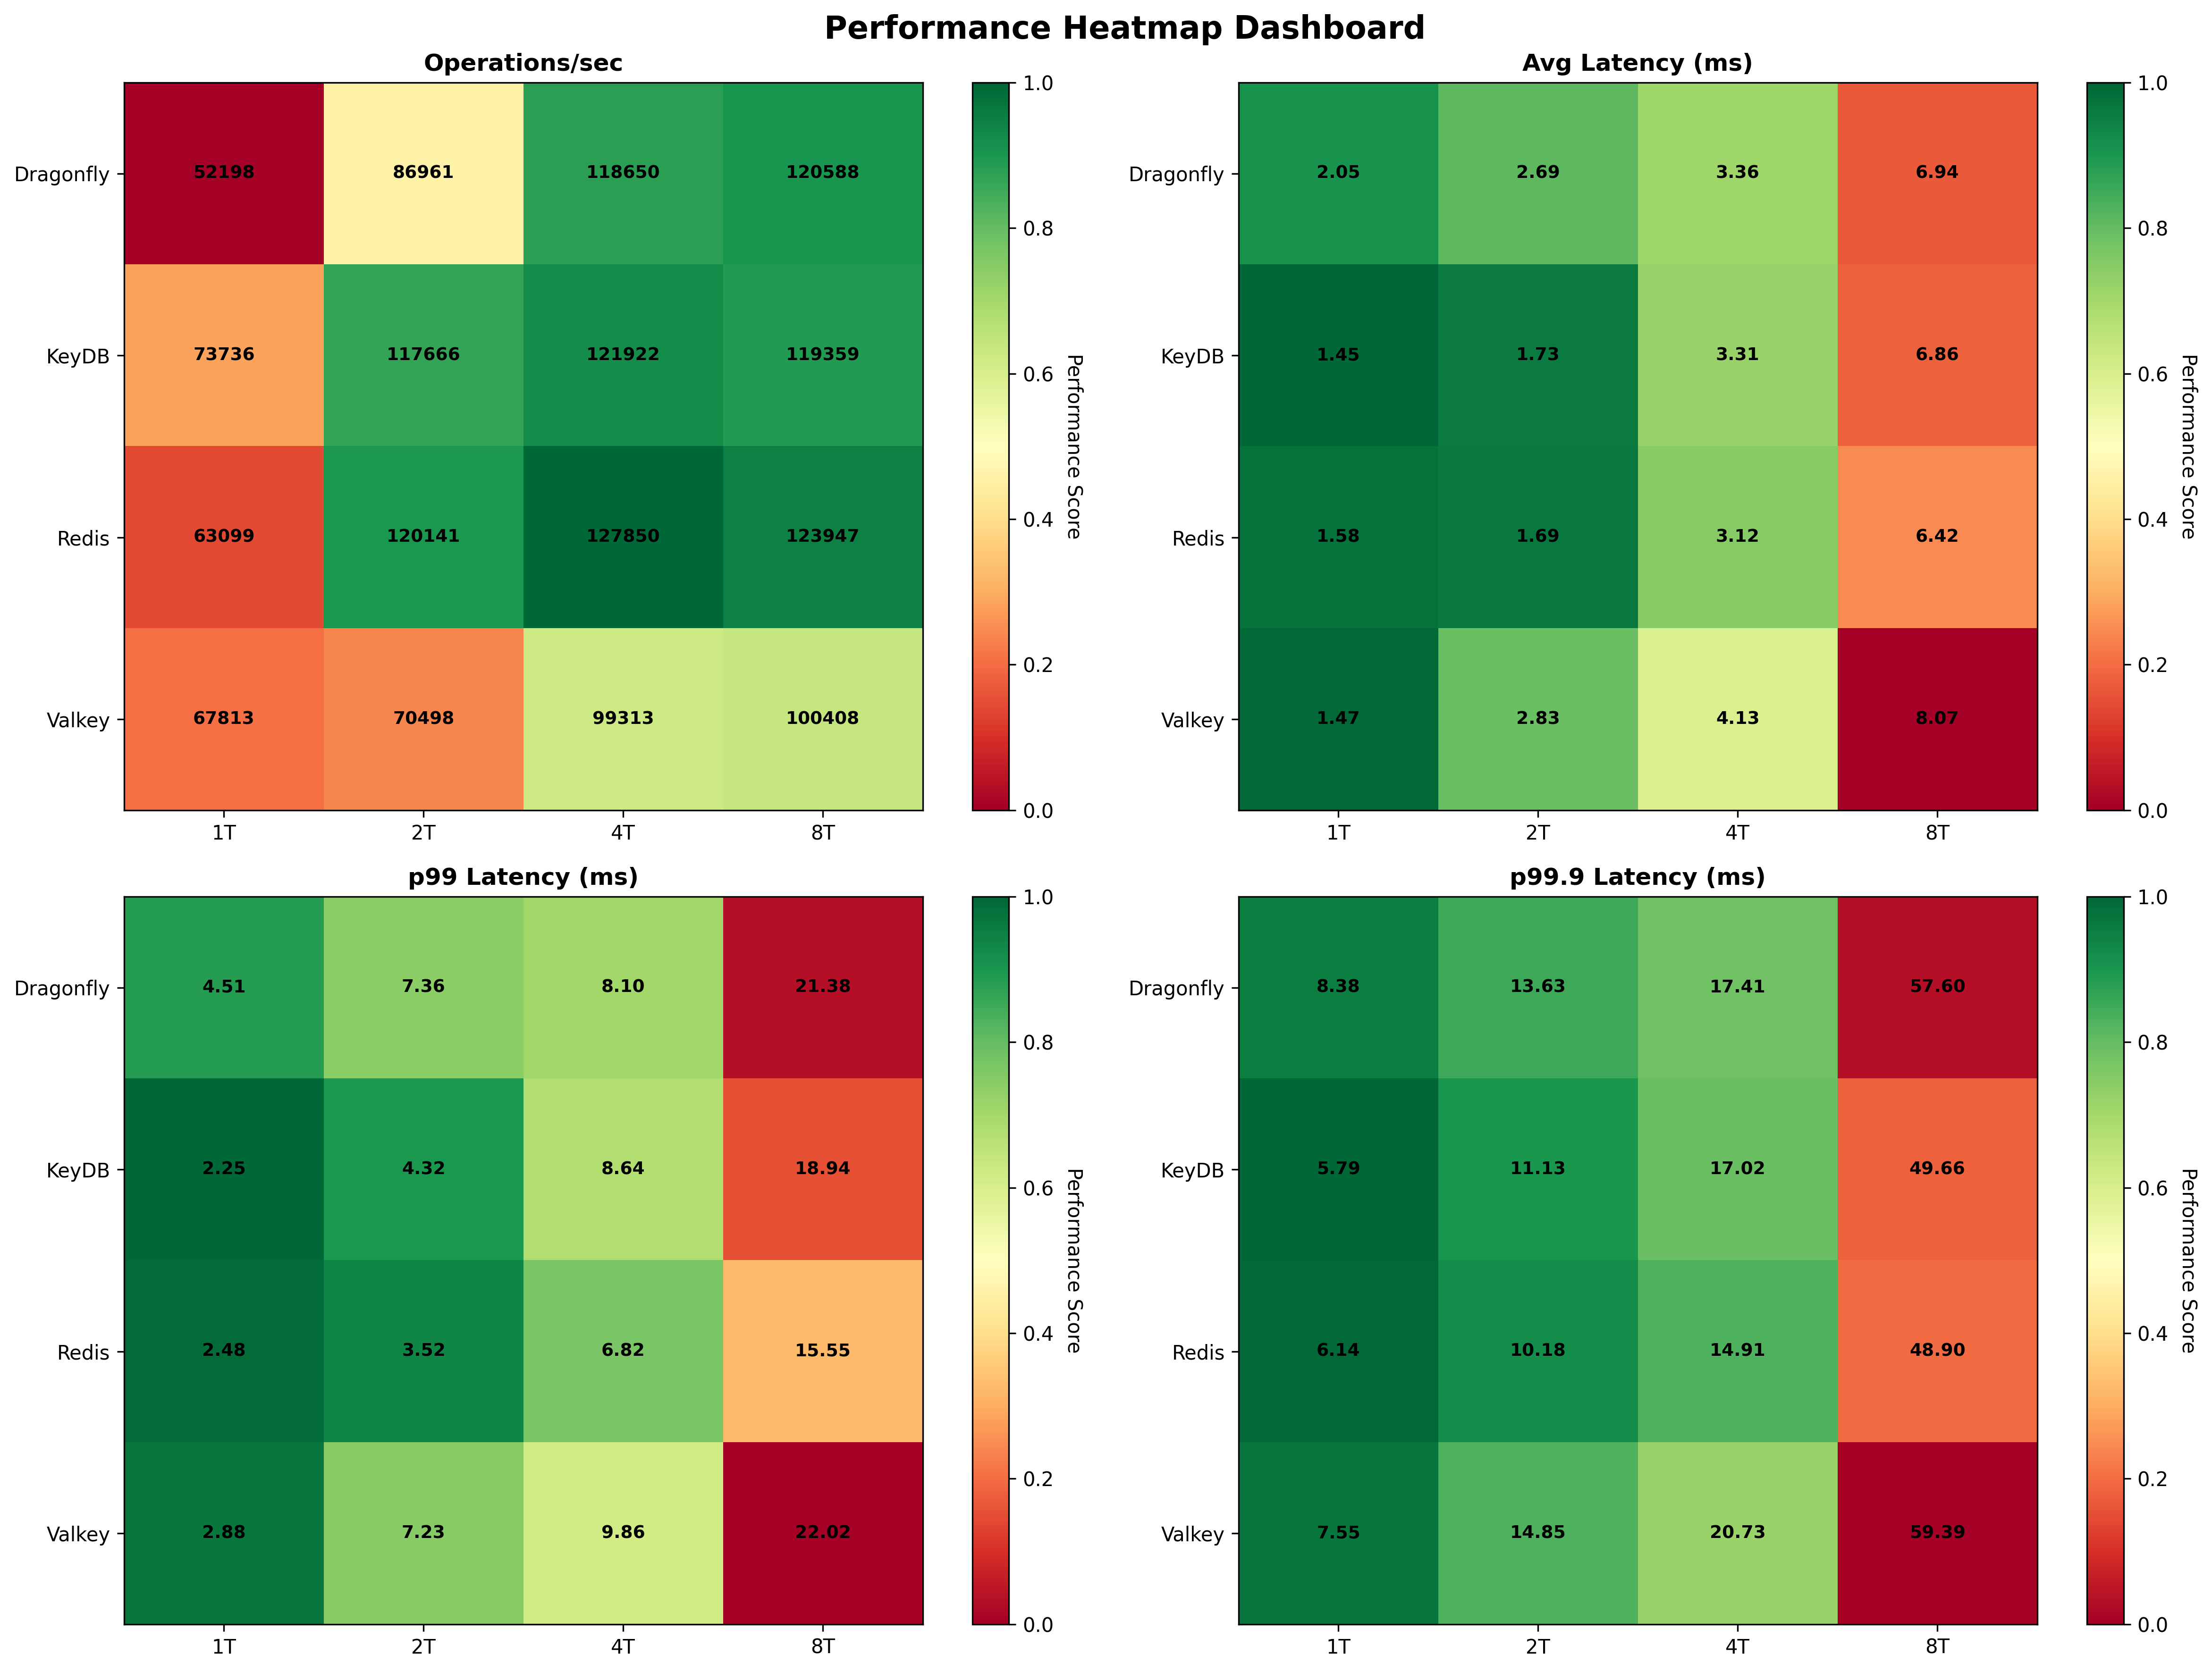 Performance Heatmap Dashboard
Operations/sec
Dragonfly 52198 86961 118650 120588
KeyDB 73736 117666 121922 119359
Redis 63099 120141 127850 123947
Valkey 67813 70498 99313 100408
1T 2T 4T 8T
1.0
0.8
0.6
0.4
0.2
0.0
Performance Score
Avg Latency (ms)
Dragonfly 2.05 2.69 3.36 6.94
KeyDB 1.45 1.73 3.31 6.86
Redis 1.58 1.69 3.12 6.42
Valkey 1.47 2.83 4.13 8.07
1T 2T 4T 8T
1.0
0.8
0.6
0.4
0.2
0.0
Performance Score
p99 Latency (ms)
Dragonfly 4.51 7.36 8.10 21.38
KeyDB 2.25 4.32 8.64 18.94
Redis 2.48 3.52 6.82 15.55
Valkey 2.88 7.23 9.86 22.02
1T 2T 4T 8T
1.0
0.8
0.6
0.4
0.2
0.0
Performance Score
p99.9 Latency (ms)
Dragonfly 8.38 13.63 17.41 57.60
KeyDB 5.79 11.13 17.02 49.66
Redis 6.14 10.18 14.91 48.90
Valkey 7.55 14.85 20.73 59.39
1T 2T 4T 8T
1.0
0.8
0.6
0.4
0.2
0.0
Performance Score